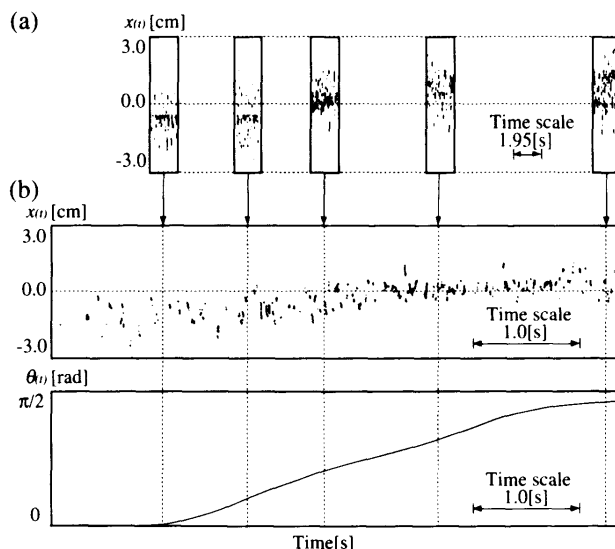 (a)
x(t) [cm]
3.0
0.0
-3.0
Time scale
1.95[s]
(b)
x(t) [cm]
3.0
0.0
-3.0
Time scale
1.0[s]
θ(t) [rad]
π/2
0
Time scale
1.0[s]
Time[s]